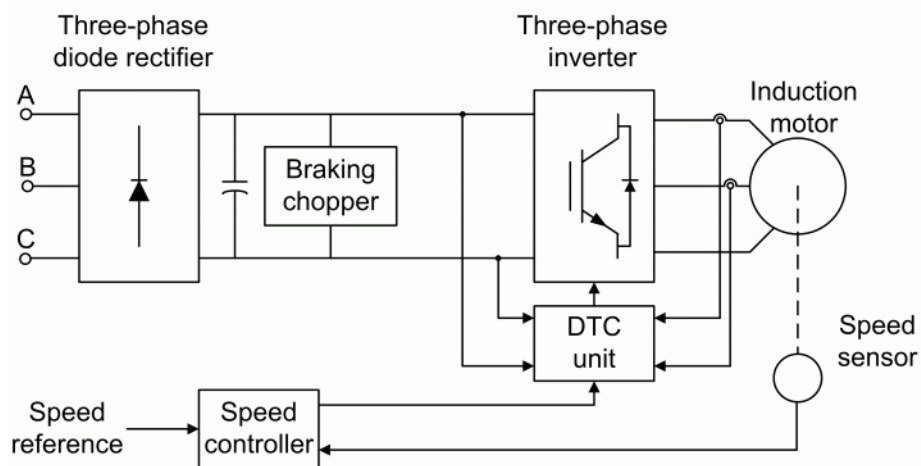 Three-phase
diode rectifier
Three-phase
inverter
A
B
C
Braking
chopper
Induction
motor
DTC
unit
Speed
sensor
Speed
reference
Speed
controller